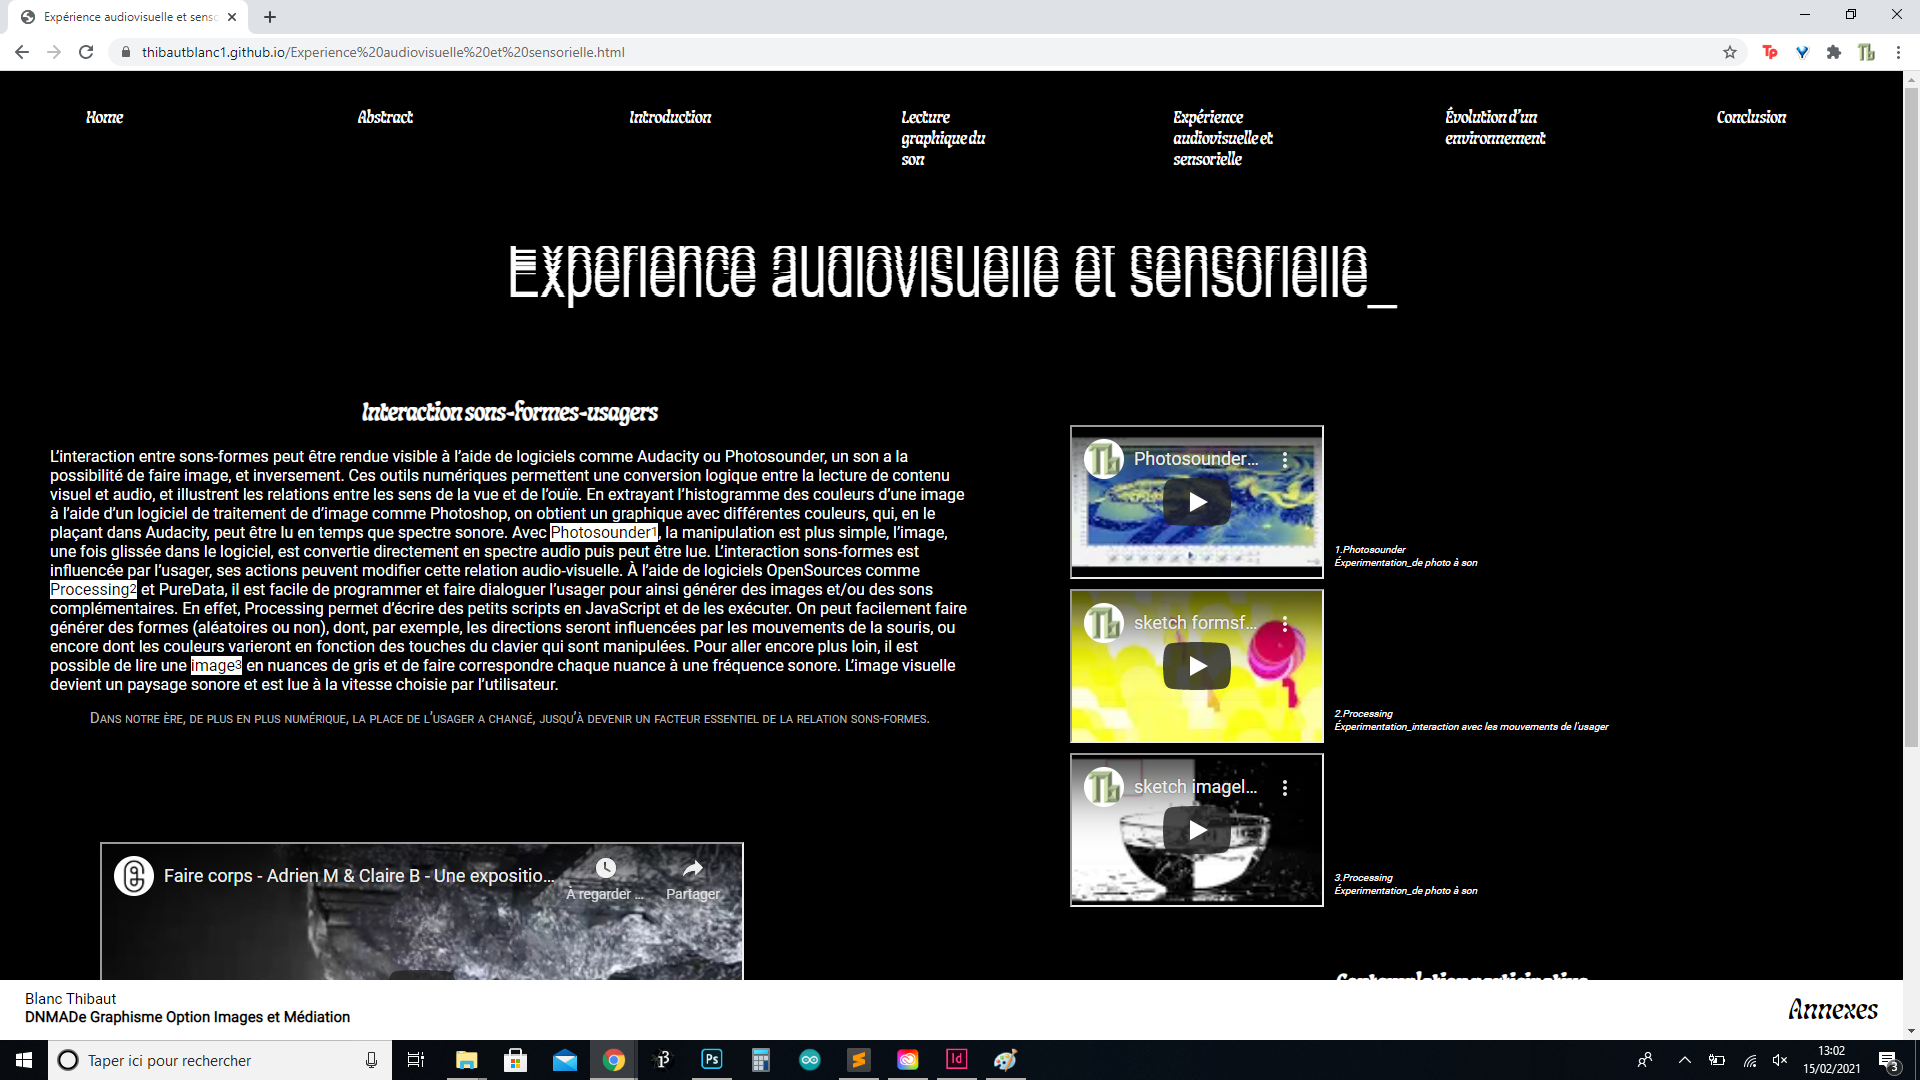 Expérience audiovisuelle et senso
thibautblanc1.github.io/Experience%20audiovisuelle%20et%20sensorielle.html
Tp
Tb
Home
Abstract
Introduction
Lecture
graphique du
son
Expérience
audiovisuelle et
sensorielle
Évolution d’un
environnement
Conclusion
Experience audiovisuelle et sensorielle_
Interaction sons-formes-usagers
L’interaction entre sons-formes peut être rendue visible à l’aide de logiciels comme Audacity ou Photosounder, un son a la
possibilité de faire image, et inversement. Ces outils numériques permettent une conversion logique entre la lecture de contenu
visuel et audio, et illustrent les relations entre les sens de la vue et de l’ouïe. En extrayant l’histogramme des couleurs d’une image
à l’aide d’un logiciel de traitement de d’image comme Photoshop, on obtient un graphique avec différentes couleurs, qui, en le
plaçant dans Audacity, peut être lu en temps que spectre sonore. Avec Photosounder1, la manipulation est plus simple, l’image,
une fois glissée dans le logiciel, est convertie directement en spectre audio puis peut être lue. L’interaction sons-formes est
influencée par l’usager, ses actions peuvent modifier cette relation audio-visuelle. À l’aide de logiciels OpenSources comme
Processing2 et PureData, il est facile de programmer et faire dialoguer l’usager pour ainsi générer des images et/ou des sons
complémentaires. En effet, Processing permet d’écrire des petits scripts en JavaScript et de les exécuter. On peut facilement faire
générer des formes (aléatoires ou non), dont, par exemple, les directions seront influencées par les mouvements de la souris, ou
encore dont les couleurs varieront en fonction des touches du clavier qui sont manipulées. Pour aller encore plus loin, il est
possible de lire une image3 en nuances de gris et de faire correspondre chaque nuance à une fréquence sonore. L’image visuelle
devient un paysage sonore et est lue à la vitesse choisie par l’utilisateur.
Dans notre ère, de plus en plus numérique, la place de l’usager a changé, jusqu’à devenir un facteur essentiel de la relation sons-formes.
Tb
Photosounder...
1.Photosounder
Éxperimentation_de photo à son
Tb
sketch formsf...
2.Processing
Éxperimentation_interaction avec les mouvements de l'usager
Tb
sketch imagel...
3.Processing
Éxperimentation_de photo à son
Faire corps - Adrien M & Claire B - Une expositio...
À regarder ...
Partager
Contemplation participative
Blanc Thibaut
DNMADe Graphisme Option Images et Médiation
Annexes
Taper ici pour rechercher
Ps
Id
13:02
15/02/2021
3